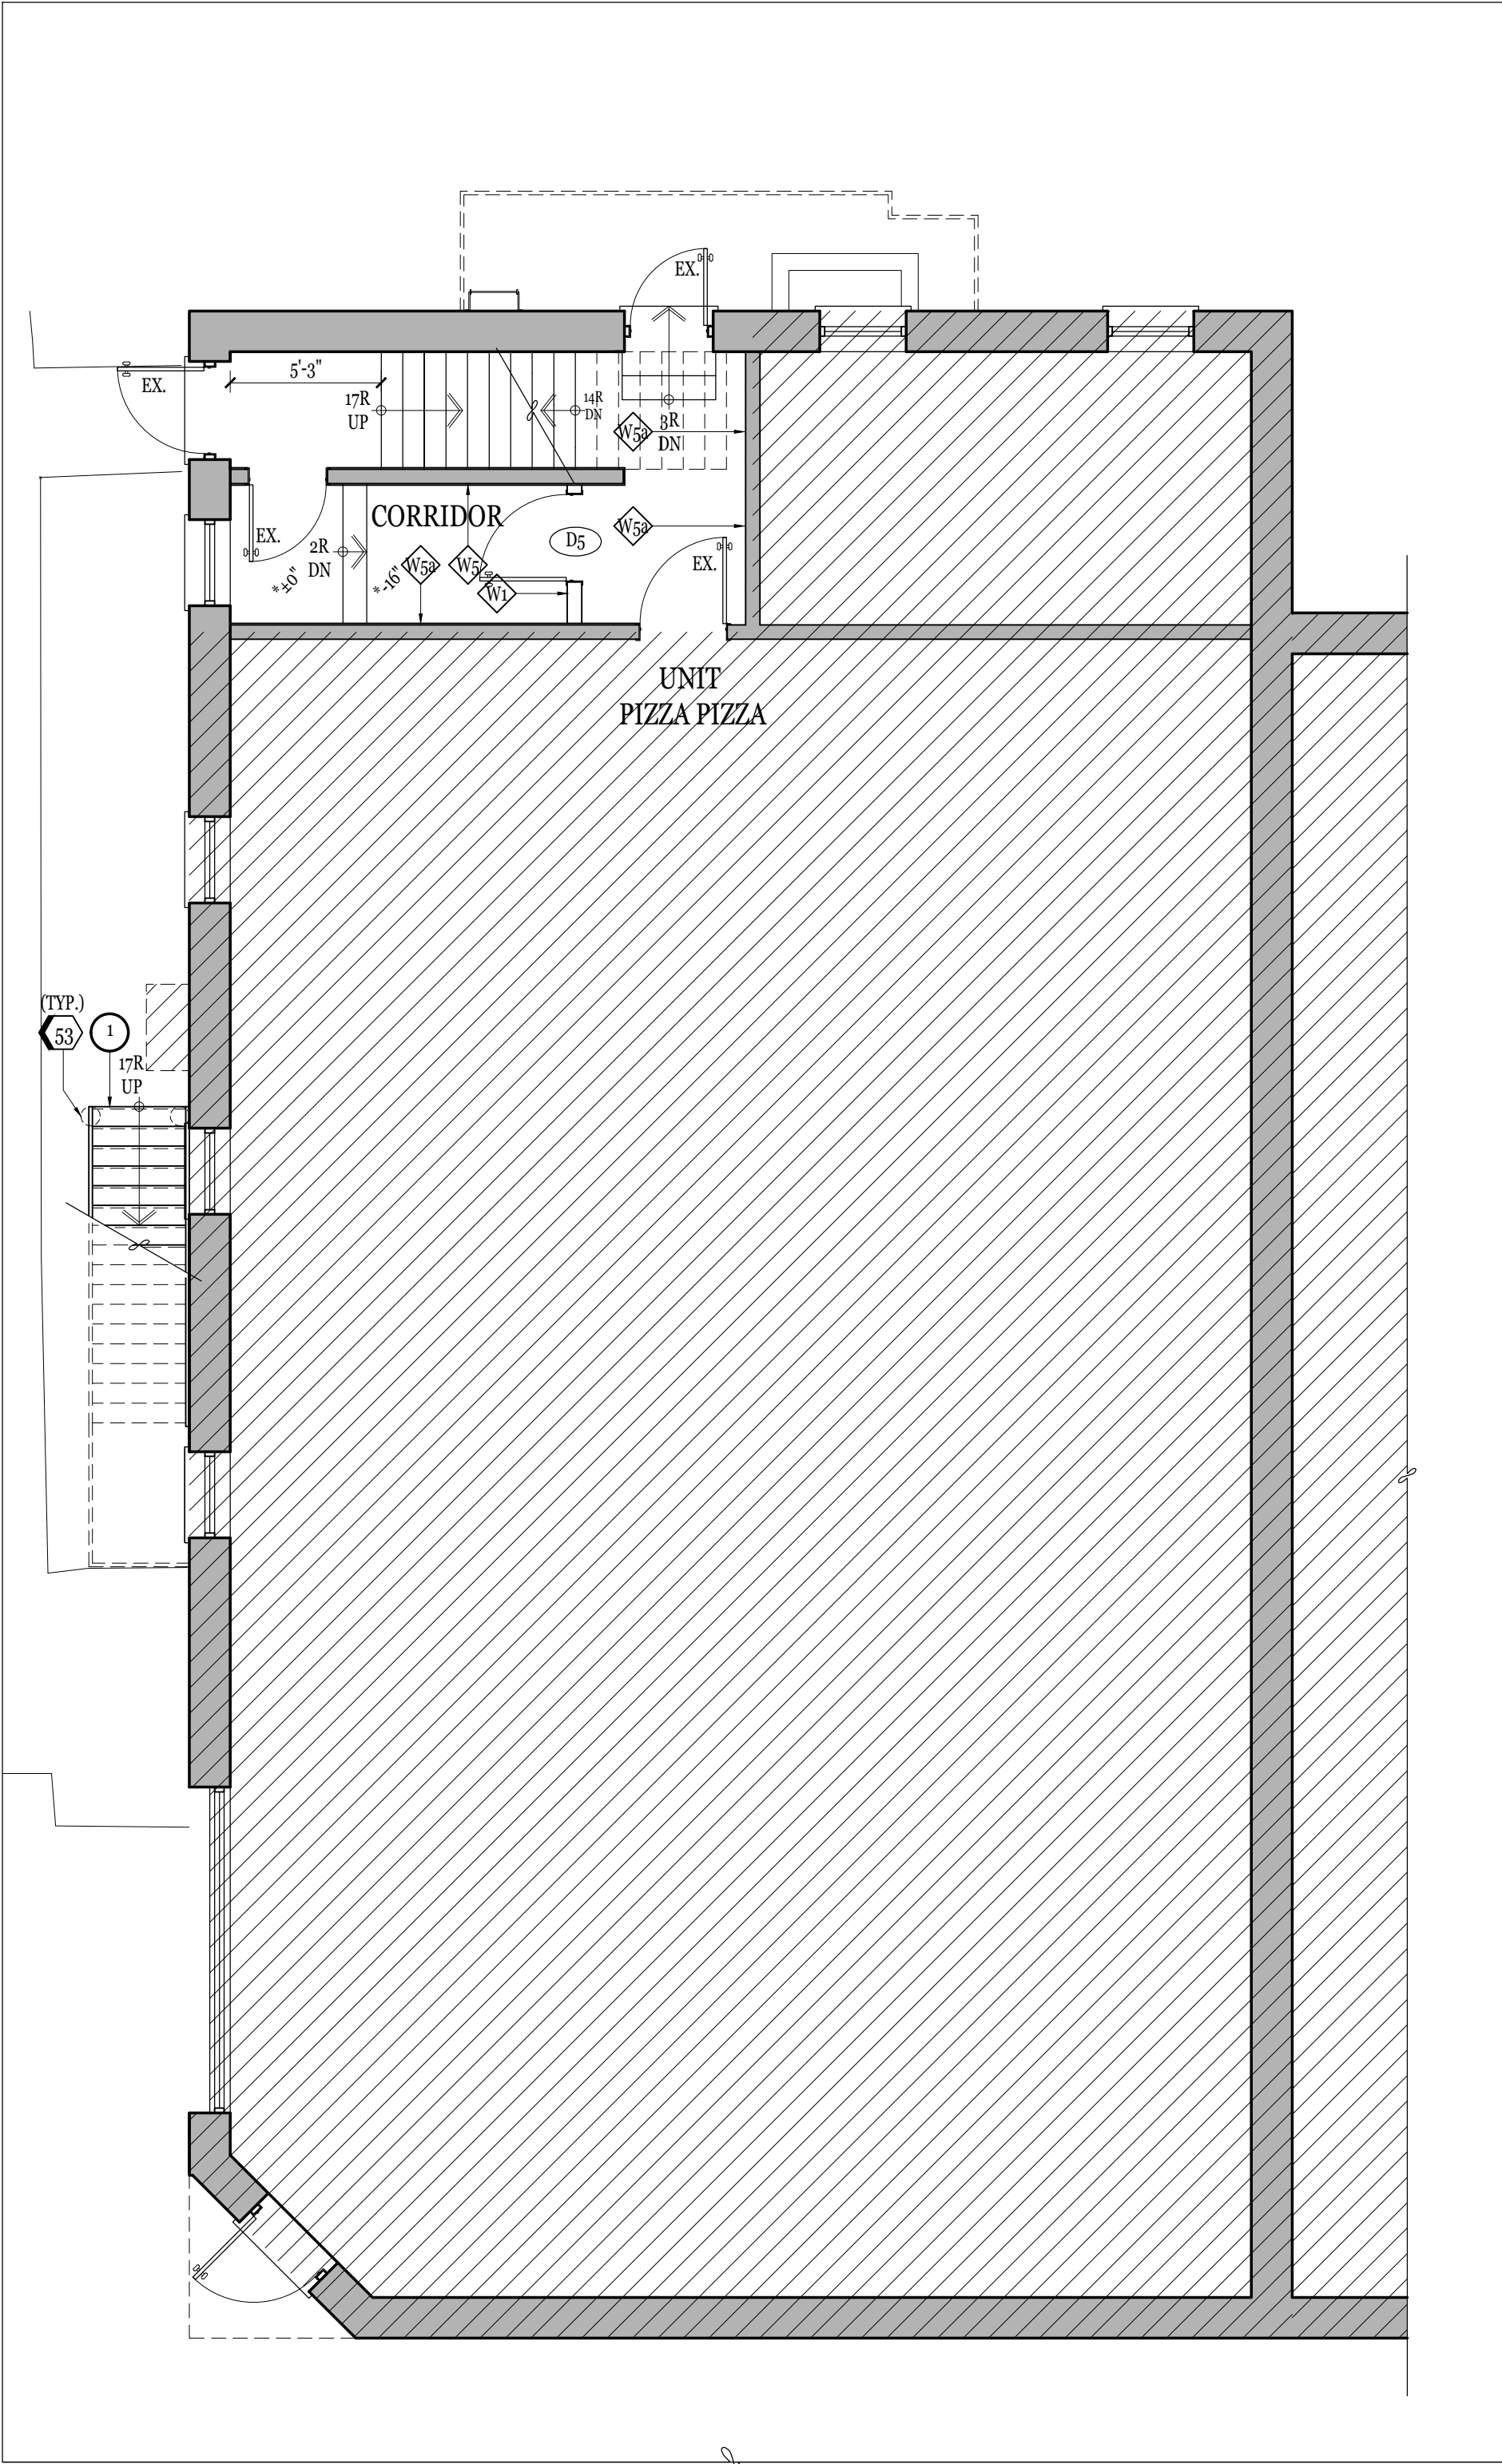 EX.
EX.
5'-3"
17R
UP
14R
DN
W5a
3R
DN
CORRIDOR
D5
W5a
EX.
2R
DN
*±0"
*-16"
W5a
W5
W1
EX.
UNIT
PIZZA PIZZA
(TYP.)
53
1
17R
UP